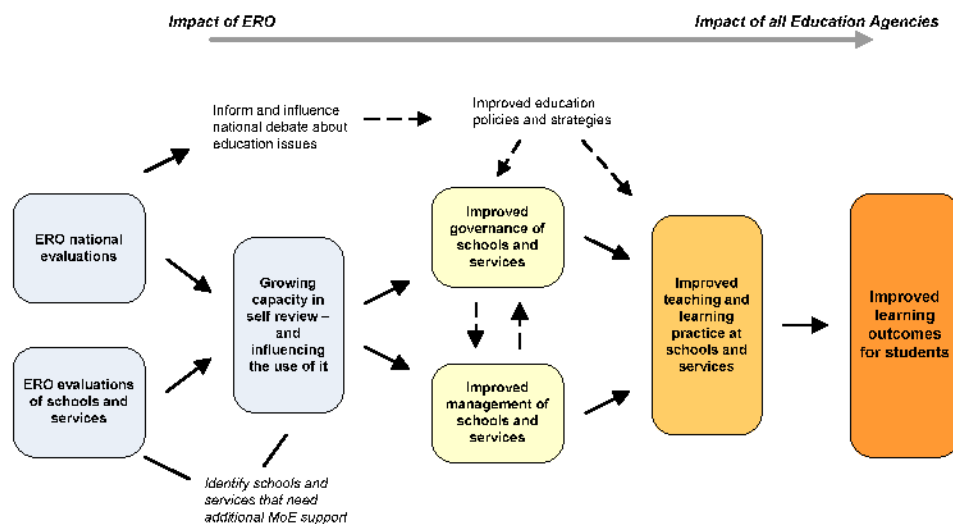 Impact of ERO
Impact of all Education Agencies
Inform and influence
national debate about
education issues
Improved education
policies and strategies
ERO national
evaluations
ERO evaluations
of schools and
services
Growing
capacity in
self review –
and
influencing
the use of it
Identify schools and
services that need
additional MoE support
Improved
governance of
schools and
services
Improved
management of
schools and
services
Improved
teaching and
learning
practice at
schools and
services
Improved
learning
outcomes
for students